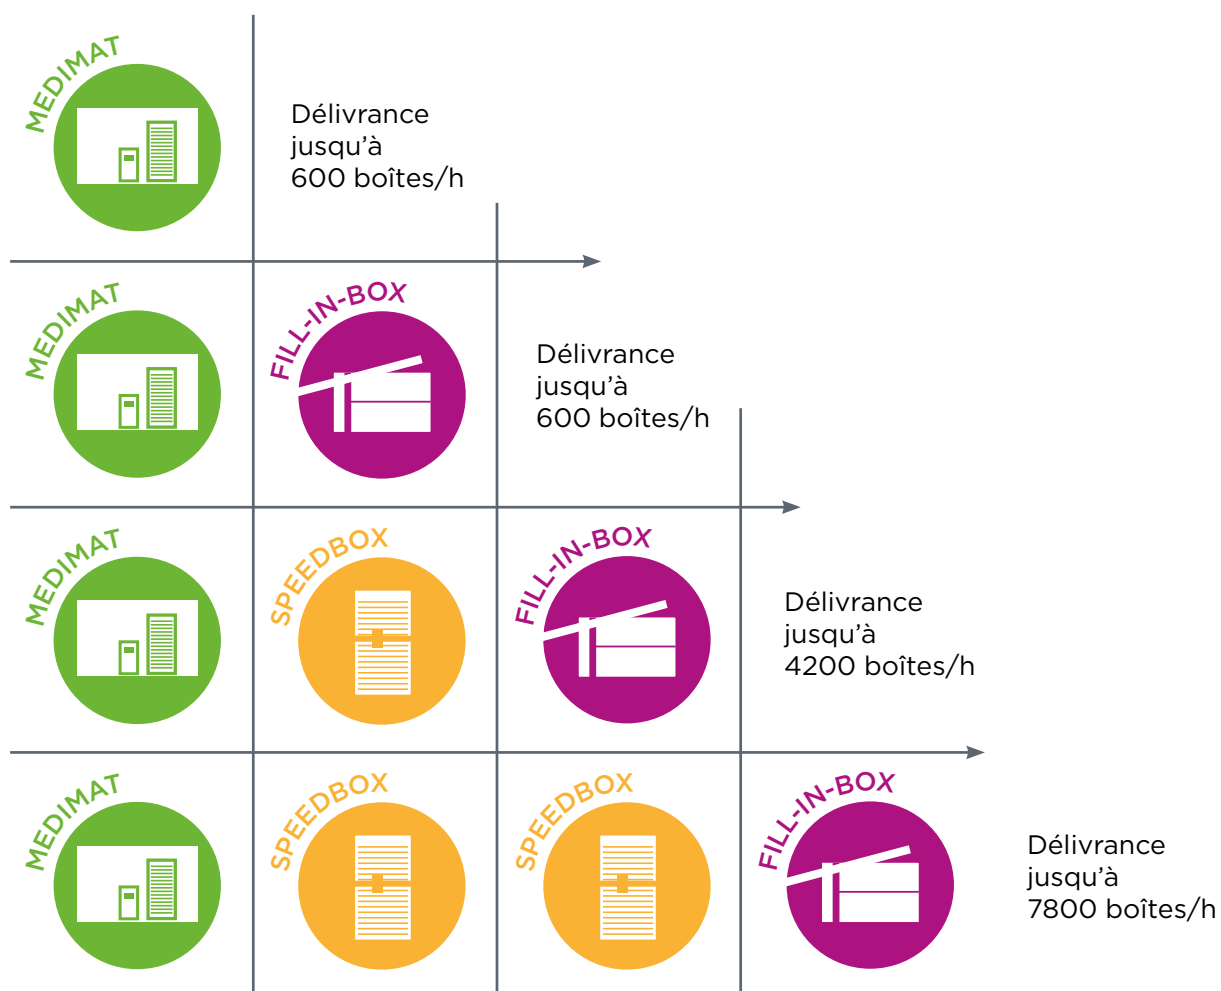 MEDIMAT
Délivrance
jusqu'à
600 boîtes/h
MEDIMAT
FILL-IN-BOX
Délivrance
jusqu'à
600 boîtes/h
MEDIMAT
SPEEDBOX
FILL-IN-BOX
Délivrance
jusqu'à
4200 boîtes/h
MEDIMAT
SPEEDBOX
SPEEDBOX
FILL-IN-BOX
Délivrance
jusqu'à
7800 boîtes/h